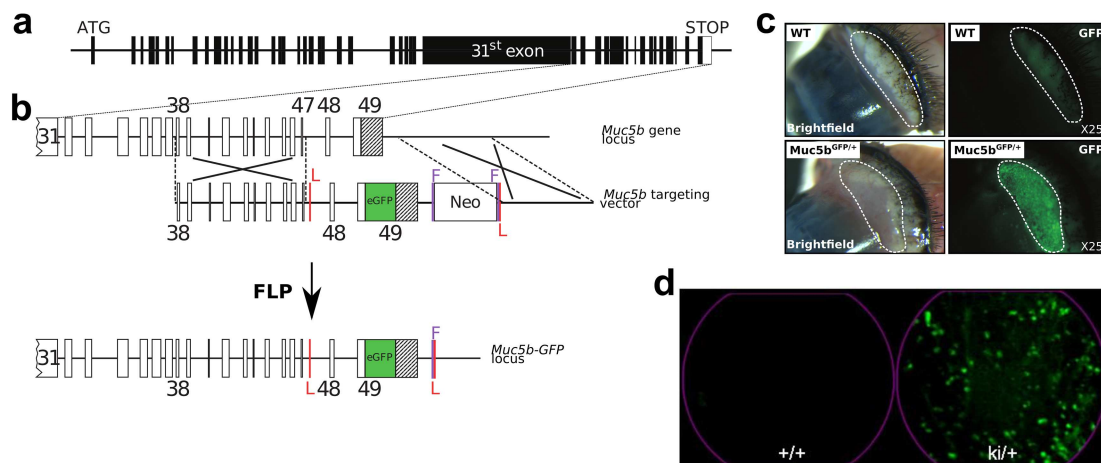 a
ATG
STOP
31st exon
b
38
47
48
49
31
Muc5b gene
locus
L
F
F
eGFP
Neo
Muc5b targeting
vector
38
48
49
L
FLP
F
31
eGFP
Muc5b-GFP
locus
38
L
48
49
L
c
WT
WT
GFP
Brightfield
X25
Muc5bGFP/+
Muc5bGFP/+
GFP
Brightfield
X25
d
+/+
ki/+